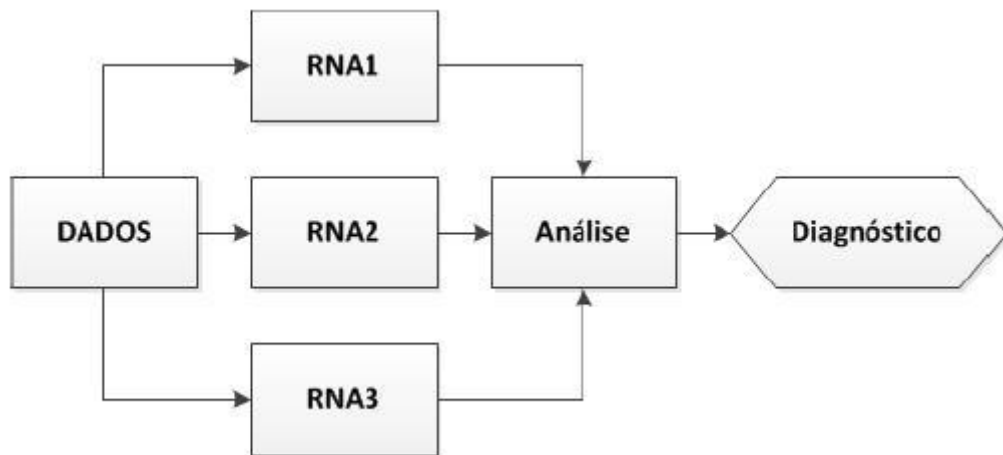 RNA1
DADOS
RNA2
Análise
Diagnóstico
RNA3